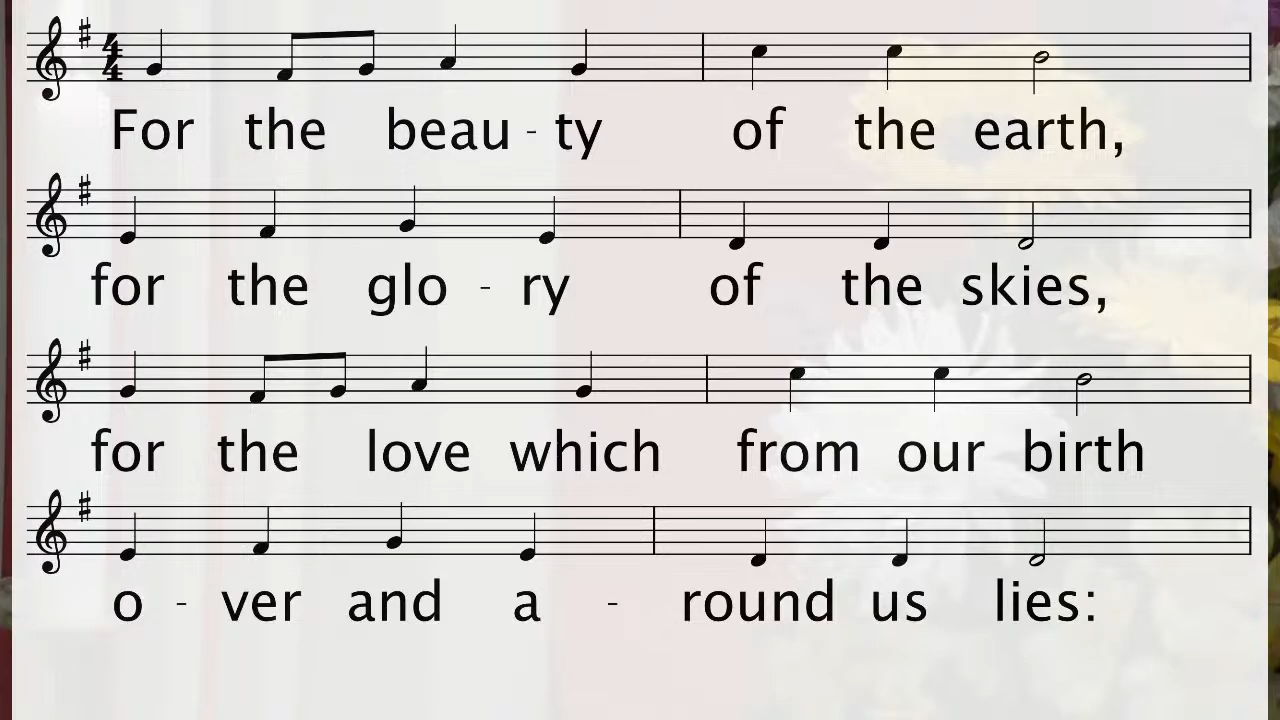 For the beau - ty of the earth,
for the glo - ry of the skies,
for the love which from our birth
o - ver and a - round us lies: